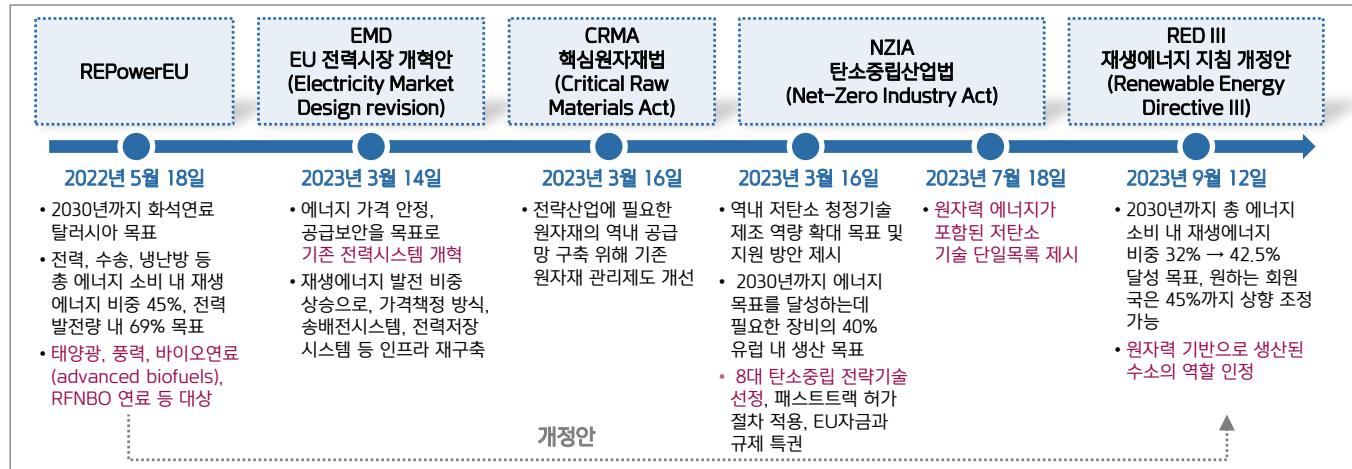 REPowerEU
EMD
EU 전력시장 개혁안
(Electricity Market
Design revision)
CRMA
핵심원자재법
(Critical Raw
Materials Act)
NZIA
탄소중립산업법
(Net-Zero Industry Act)
RED III
재생에너지 지침 개정안
(Renewable Energy
Directive III)
2022년 5월 18일
• 2030년까지 화석연료
탈러시아 목표
• 전력, 수송, 냉난방 등
총 에너지 소비 내 재생
에너지 비중 45%, 전력
발전량 내 69% 목표
• 태양광, 풍력, 바이오연료
(advanced biofuels),
RFNBO 연료 등 대상
2023년 3월 14일
• 에너지 가격 안정,
공급보안을 목표로
기존 전력시스템 개혁
• 재생에너지 발전 비중
상승으로, 가격책정 방식,
송배전시스템, 전력저장
시스템 등 인프라 재구축
2023년 3월 16일
• 전략산업에 필요한
원자재의 역내 공급
망 구축 위해 기존
원자재 관리제도 개선
2023년 3월 16일
• 역내 저탄소 청정기술
제조 역량 확대 목표 및
지원 방안 제시
• 2030년까지 에너지
목표를 달성하는데
필요한 장비의 40%
유럽 내 생산 목표
• 8대 탄소중립 전략기술
선정, 패스트트랙 허가
절차 적용, EU자금과
규제 특권
2023년 7월 18일
• 원자력 에너지가
포함된 저탄소
기술 단일목록 제시
2023년 9월 12일
• 2030년까지 총 에너지
소비 내 재생에너지
비중 32% → 42.5%
달성 목표, 원하는 회원
국은 45%까지 상향 조정
가능
• 원자력 기반으로 생산된
수소의 역할 인정
개정안